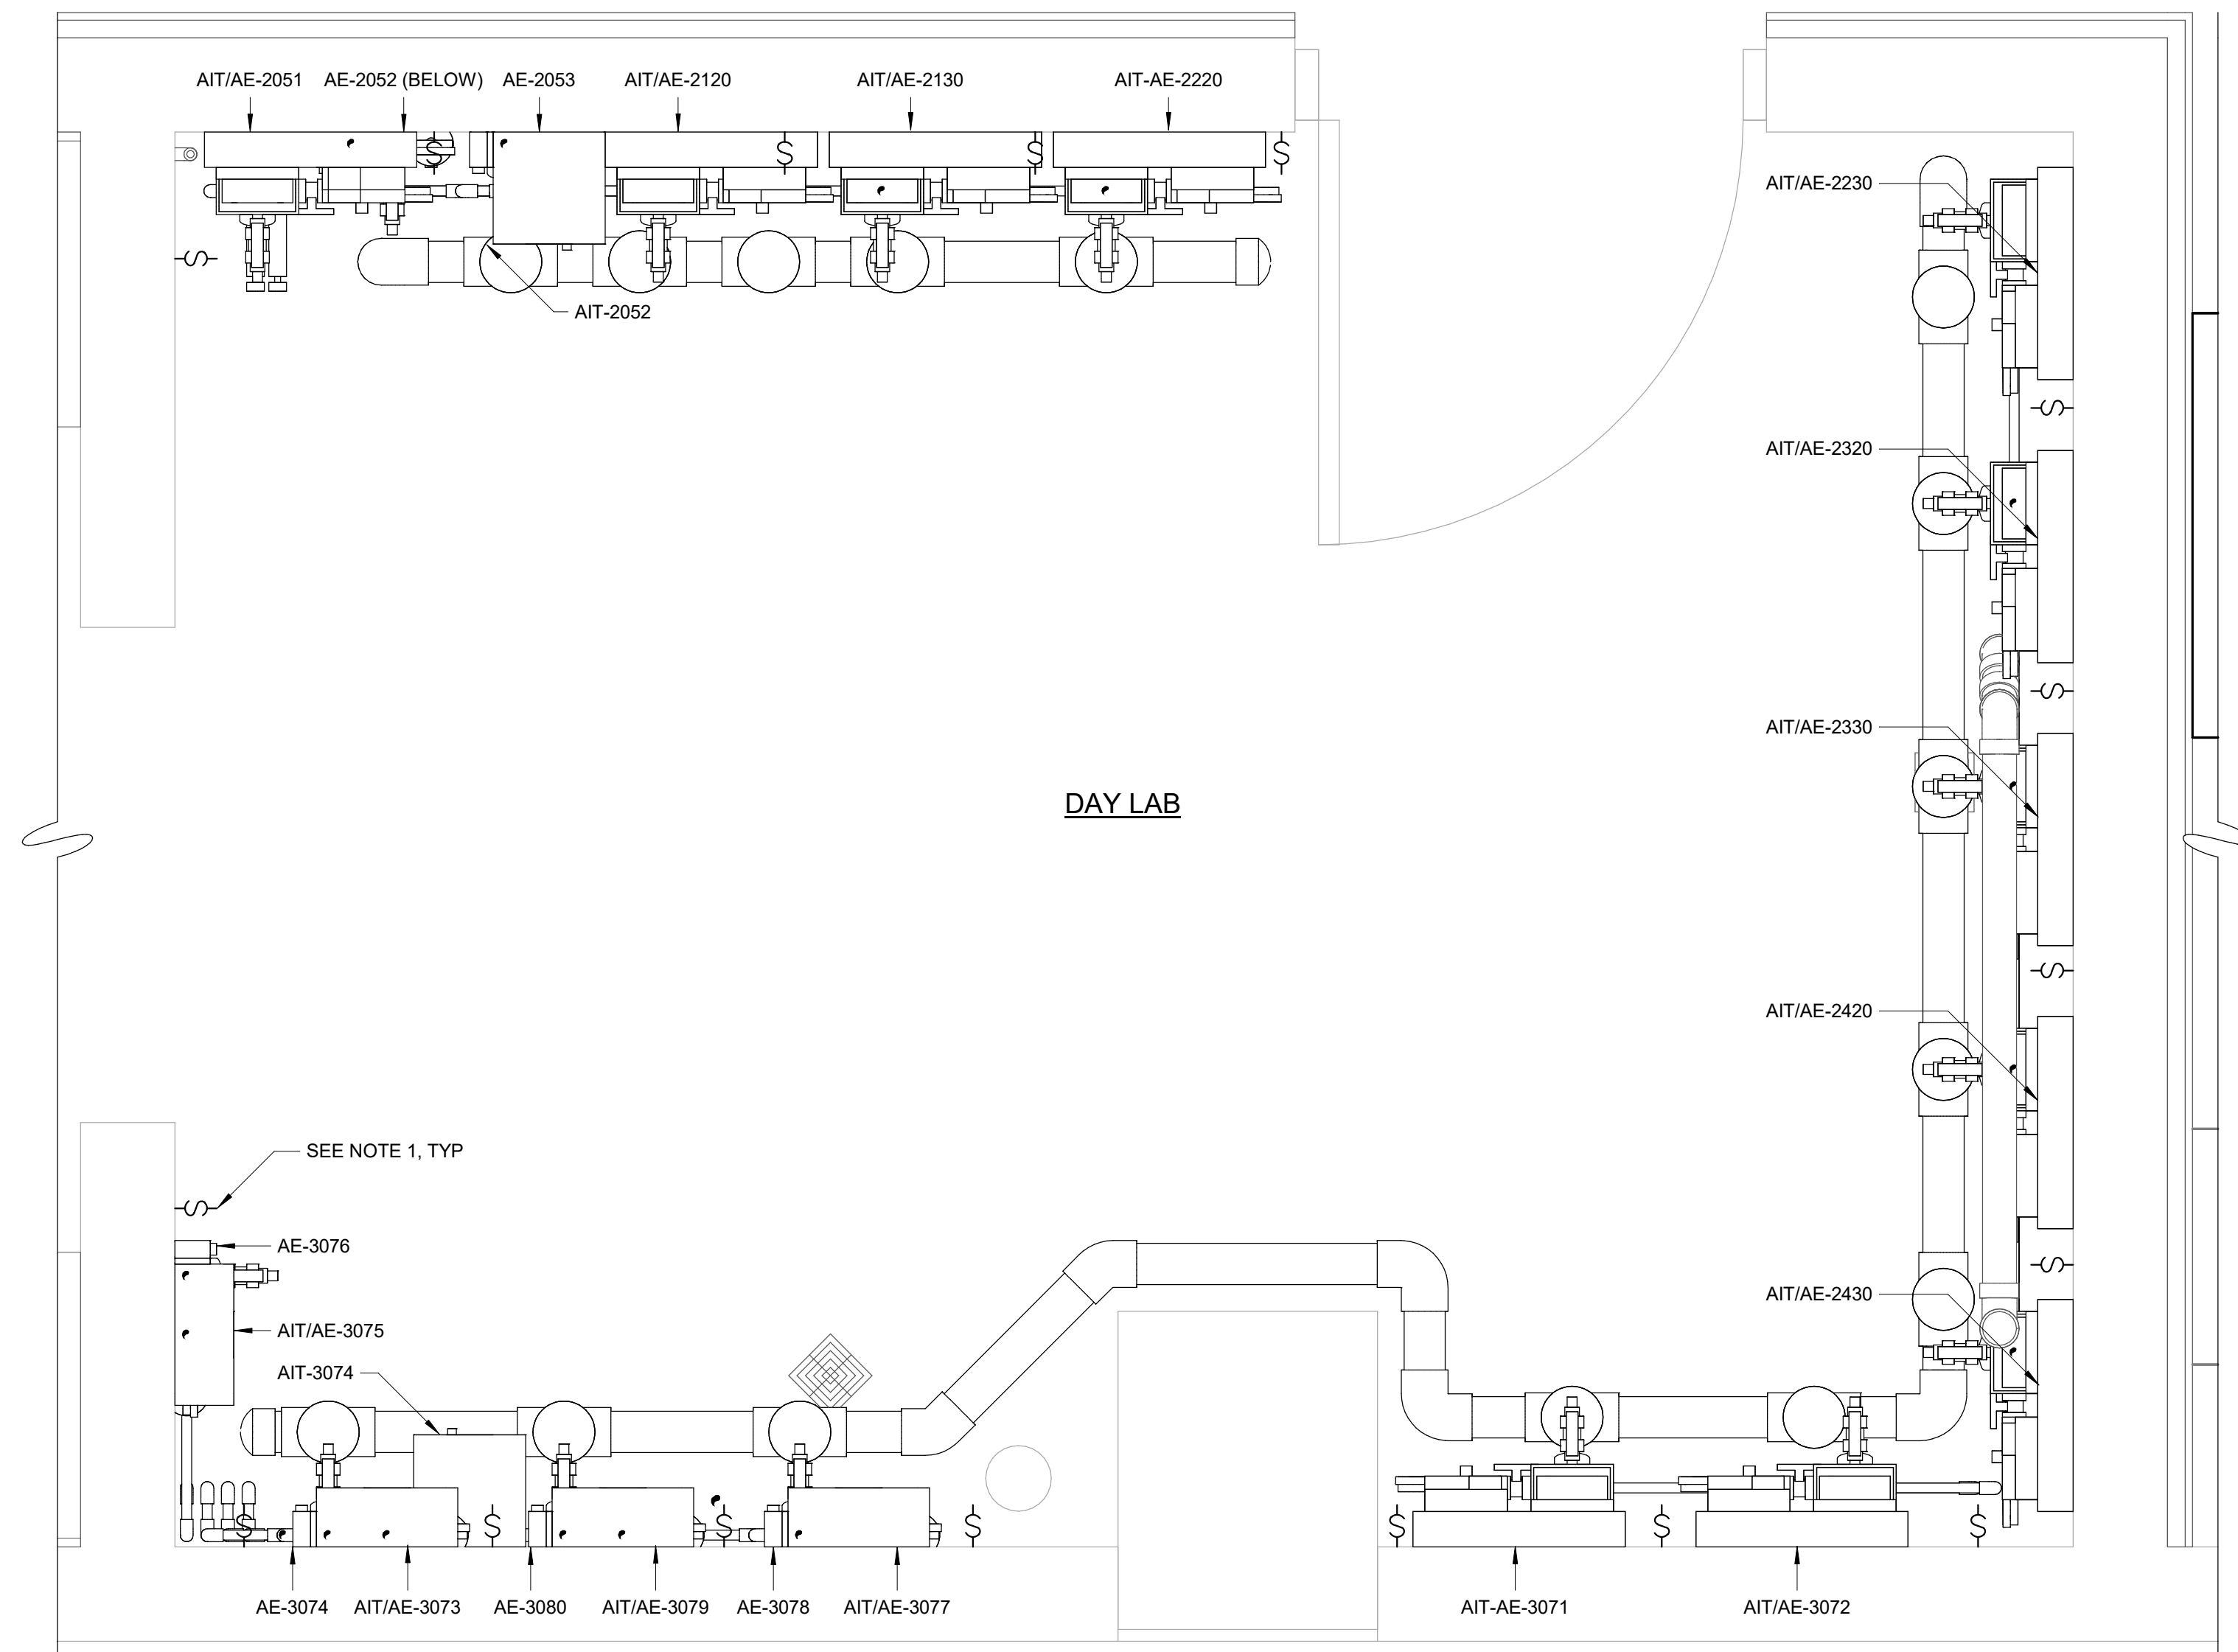 AIT/AE-2051
AE-2052 (BELOW)
AE-2053
AIT/AE-2120
AIT/AE-2130
AIT-AE-2220
AIT/AE-2230
AIT-2052
AIT/AE-2320
AIT/AE-2330
DAY LAB
AIT/AE-2420
SEE NOTE 1, TYP
AE-3076
AIT/AE-2430
AIT/AE-3075
AIT-3074
AE-3074
AIT/AE-3073
AE-3080
AIT/AE-3079
AE-3078
AIT/AE-3077
AIT-AE-3071
AIT/AE-3072